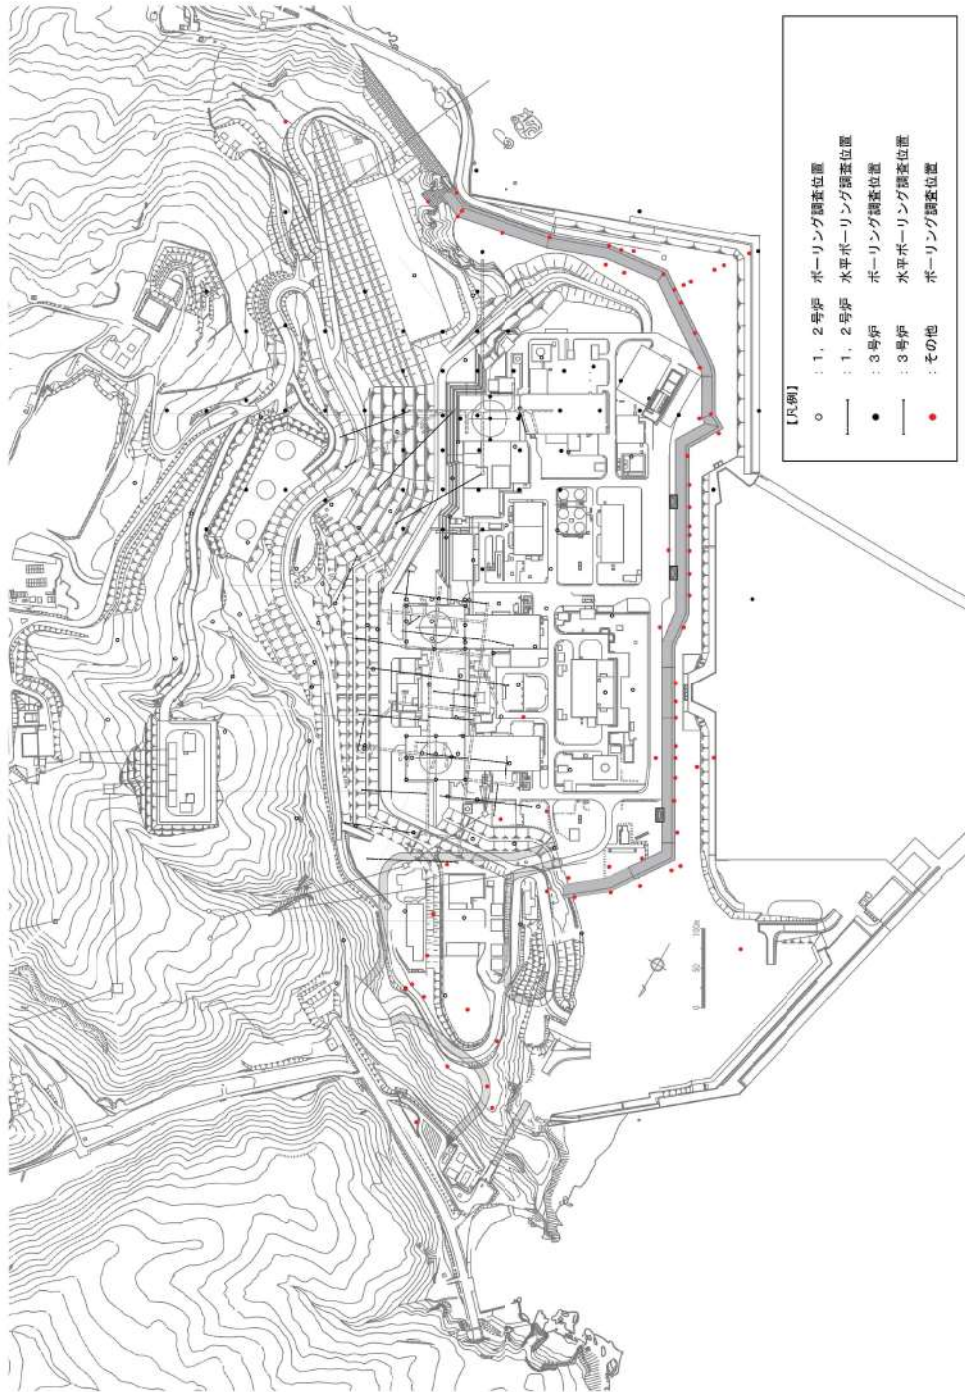 【凡例】
○ : 1，2号炉 ボーリング調査位置
: 1，2号炉 水平ボーリング調査位置
● : 3号炉 ボーリング調査位置
: 3号炉 水平ボーリング調査位置
● : その他 ボーリング調査位置
0 50 100m